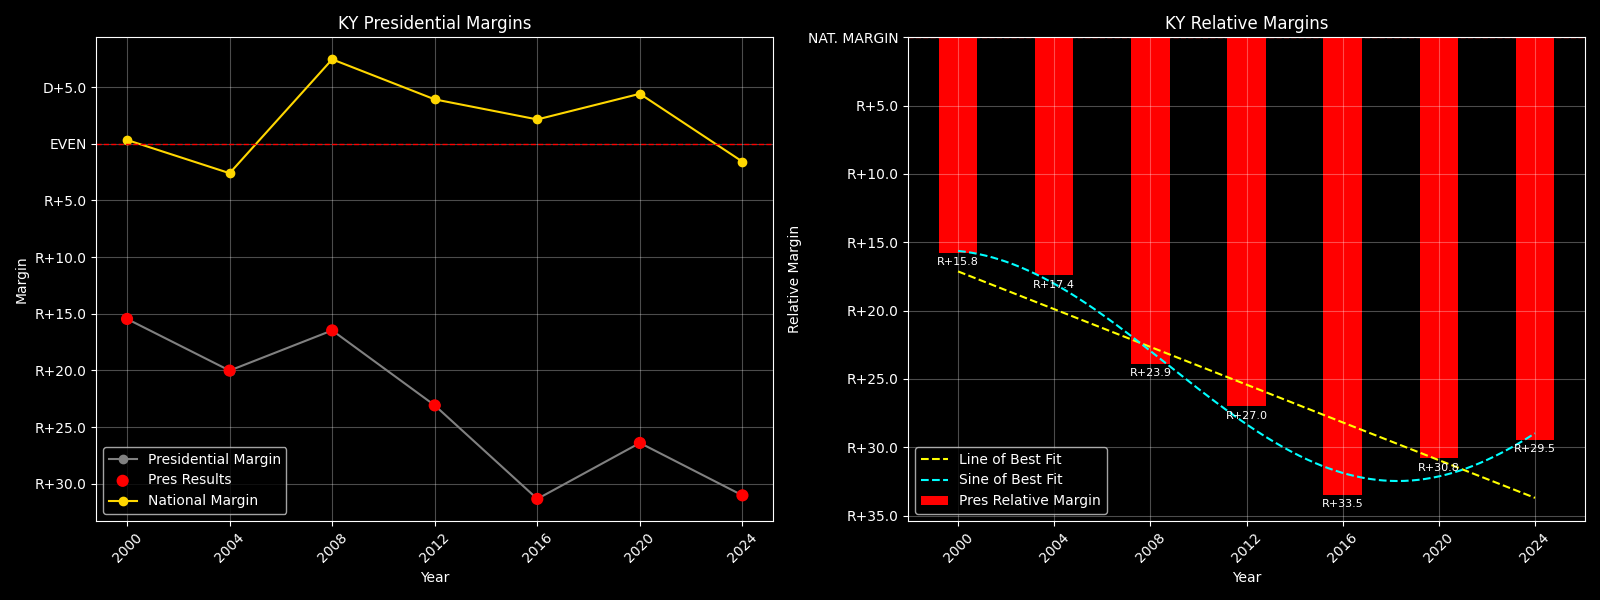 KY Presidential Margins
D+5.0
EVEN
R+5.0
R+10.0
R+15.0
R+20.0
R+25.0
R+30.0
Margin
Presidential Margin
Pres Results
National Margin
2000
2004
2008
2012
2016
2020
2024
Year
KY Relative Margins
NAT. MARGIN
R+5.0
R+10.0
R+15.0
R+20.0
R+25.0
R+30.0
R+35.0
Relative Margin
R+15.8
R+17.4
R+23.9
R+27.0
R+33.5
R+30.8
R+29.5
Line of Best Fit
Sine of Best Fit
Pres Relative Margin
2000
2004
2008
2012
2016
2020
2024
Year